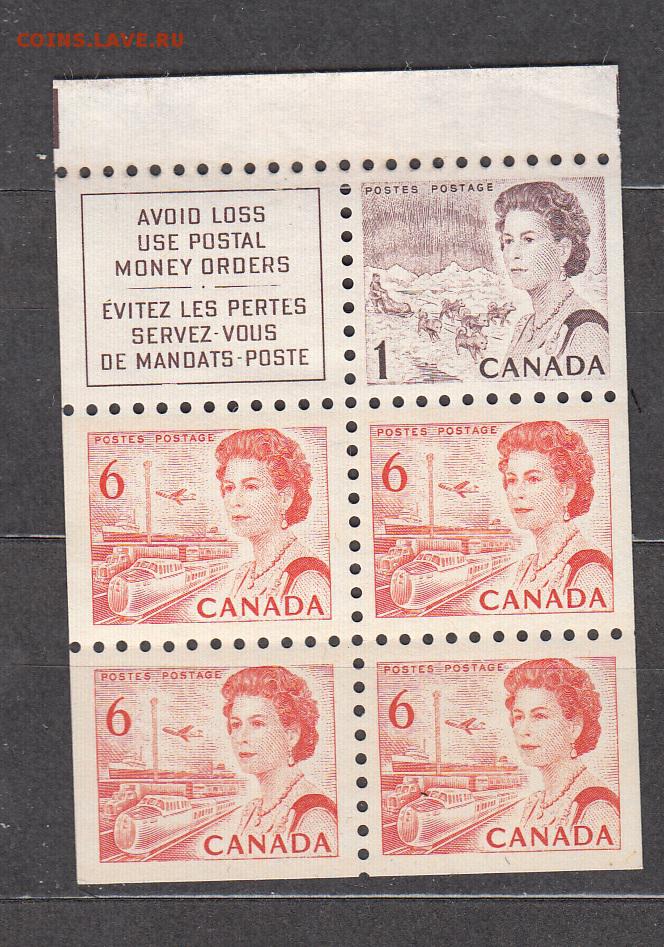 COINS.LAVE.RU
AVOID LOSS
USE POSTAL
MONEY ORDERS
ÉVITEZ LES PERTES
SERVEZ-VOUS
DE MANDATS-POSTE
POSTES POSTAGE
1 CANADA
POSTES POSTAGE
6
CANADA
POSTES POSTAGE
6
CANADA
POSTES POSTAGE
6
CANADA
POSTES POSTAGE
6
CANADA